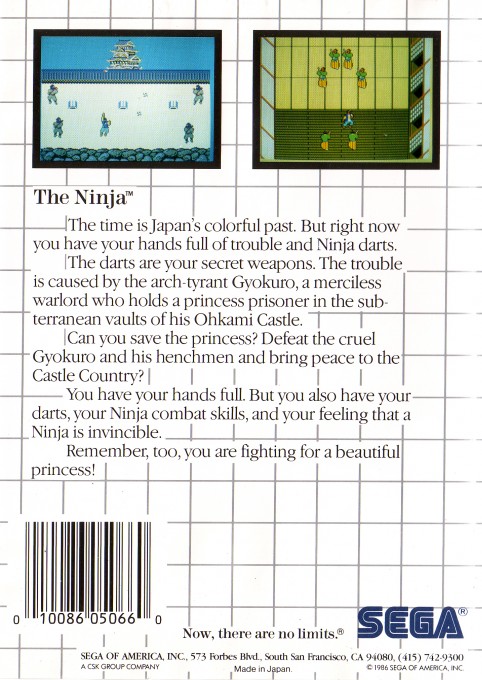 The Ninja™
The time is Japan's colorful past. But right now
you have your hands full of trouble and Ninja darts.
The darts are your secret weapons. The trouble
is caused by the arch-tyrant Gyokuro, a merciless
warlord who holds a princess prisoner in the sub-
terranean vaults of his Ohkami Castle.
Can you save the princess? Defeat the cruel
Gyokuro and his henchmen and bring peace to the
Castle Country?
You have your hands full. But you also have your
darts, your Ninja combat skills, and your feeling that a
Ninja is invincible.
Remember, too, you are fighting for a beautiful
princess!
0 10086 05066 0
Now, there are no limits.® SEGA®
SEGA OF AMERICA, INC., 573 Forbes Blvd., South San Francisco, CA 94080, (415) 742-9300
A CSK GROUP COMPANY Made in Japan. © 1986 SEGA OF AMERICA, INC.